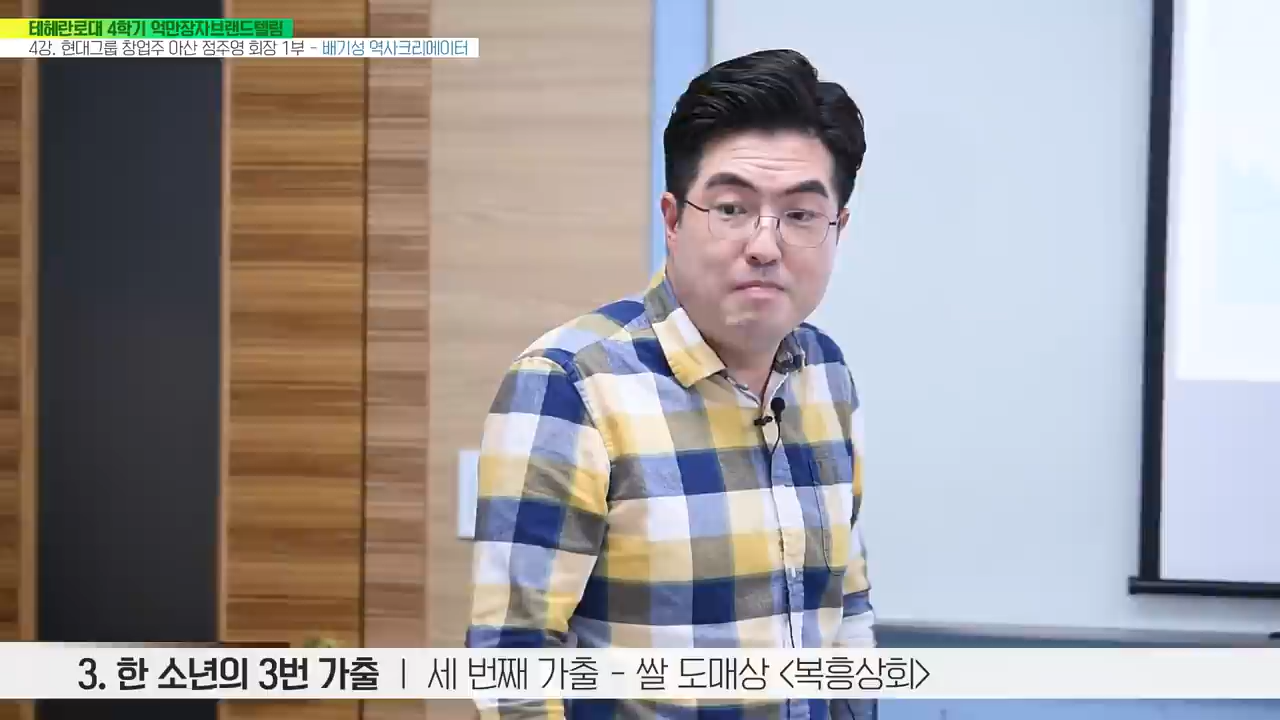 테헤란로대 4학기 억만장자브랜드텔링
4강. 현대그룹 창업주 아산 정주영 회장 1부 - 배기성 역사크리에이터
3. 한 소년의 3번 가출 | 세 번째 가출 - 쌀 도매상 <복흥상회>